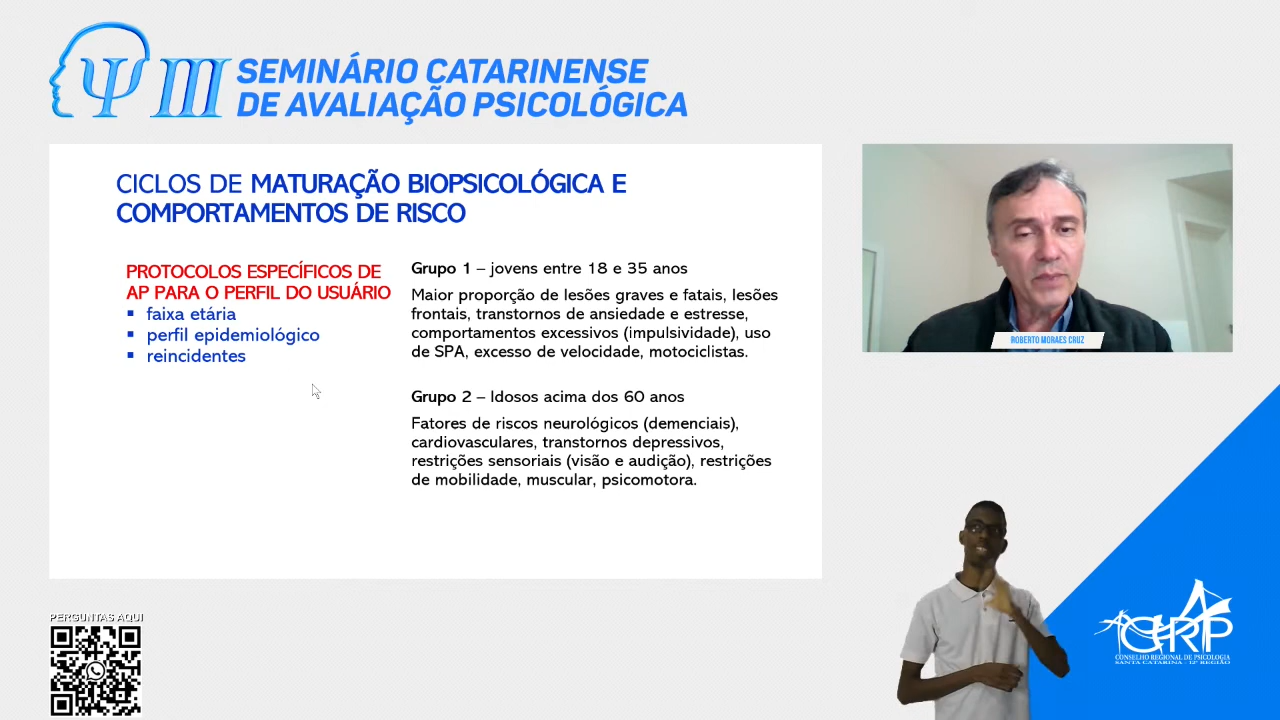 Ψ III SEMINÁRIO CATARINENSE
DE AVALIAÇÃO PSICOLÓGICA
CICLOS DE MATURAÇÃO BIOPSICOLÓGICA E
COMPORTAMENTOS DE RISCO
PROTOCOLOS ESPECÍFICOS DE
AP PARA O PERFIL DO USUÁRIO
▪ faixa etária
▪ perfil epidemiológico
▪ reincidentes
Grupo 1 – jovens entre 18 e 35 anos
Maior proporção de lesões graves e fatais, lesões
frontais, transtornos de ansiedade e estresse,
comportamentos excessivos (impulsividade), uso
de SPA, excesso de velocidade, motociclistas.
Grupo 2 – Idosos acima dos 60 anos
Fatores de riscos neurológicos (demenciais),
cardiovasculares, transtornos depressivos,
restrições sensoriais (visão e audição), restrições
de mobilidade, muscular, psicomotora.
ROBERTO MORAES CRUZ
PERGUNTAS AQUI
CRP
CONSELHO REGIONAL DE PSICOLOGIA
SANTA CATARINA - 12ª REGIÃO